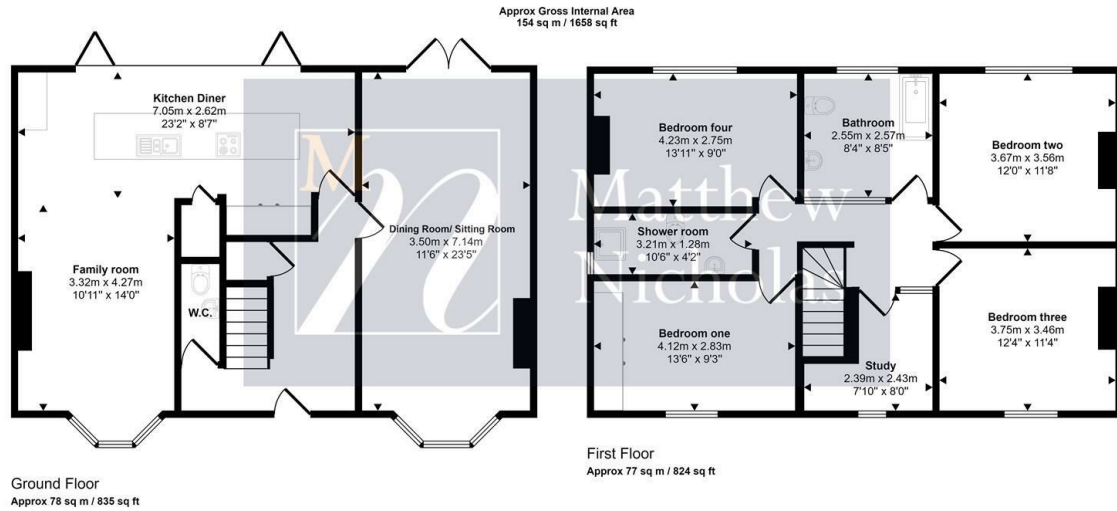 Approx Gross Internal Area
154 sq m / 1658 sq ft
Kitchen Diner
7.05m x 2.62m
23'2" x 8'7"
Dining Room/ Sitting Room
3.50m x 7.14m
11'6" x 23'5"
Family room
3.32m x 4.27m
10'11" x 14'0"
W.C.
Ground Floor
Approx 78 sq m / 835 sq ft
Bedroom four
4.23m x 2.75m
13'11" x 9'0"
Bathroom
2.55m x 2.57m
8'4" x 8'5"
Bedroom two
3.67m x 3.56m
12'0" x 11'8"
Shower room
3.21m x 1.28m
10'6" x 4'2"
Bedroom one
4.12m x 2.83m
13'6" x 9'3"
Study
2.39m x 2.43m
7'10" x 8'0"
Bedroom three
3.75m x 3.46m
12'4" x 11'4"
First Floor
Approx 77 sq m / 824 sq ft
M
n
Matthew
Nicholas